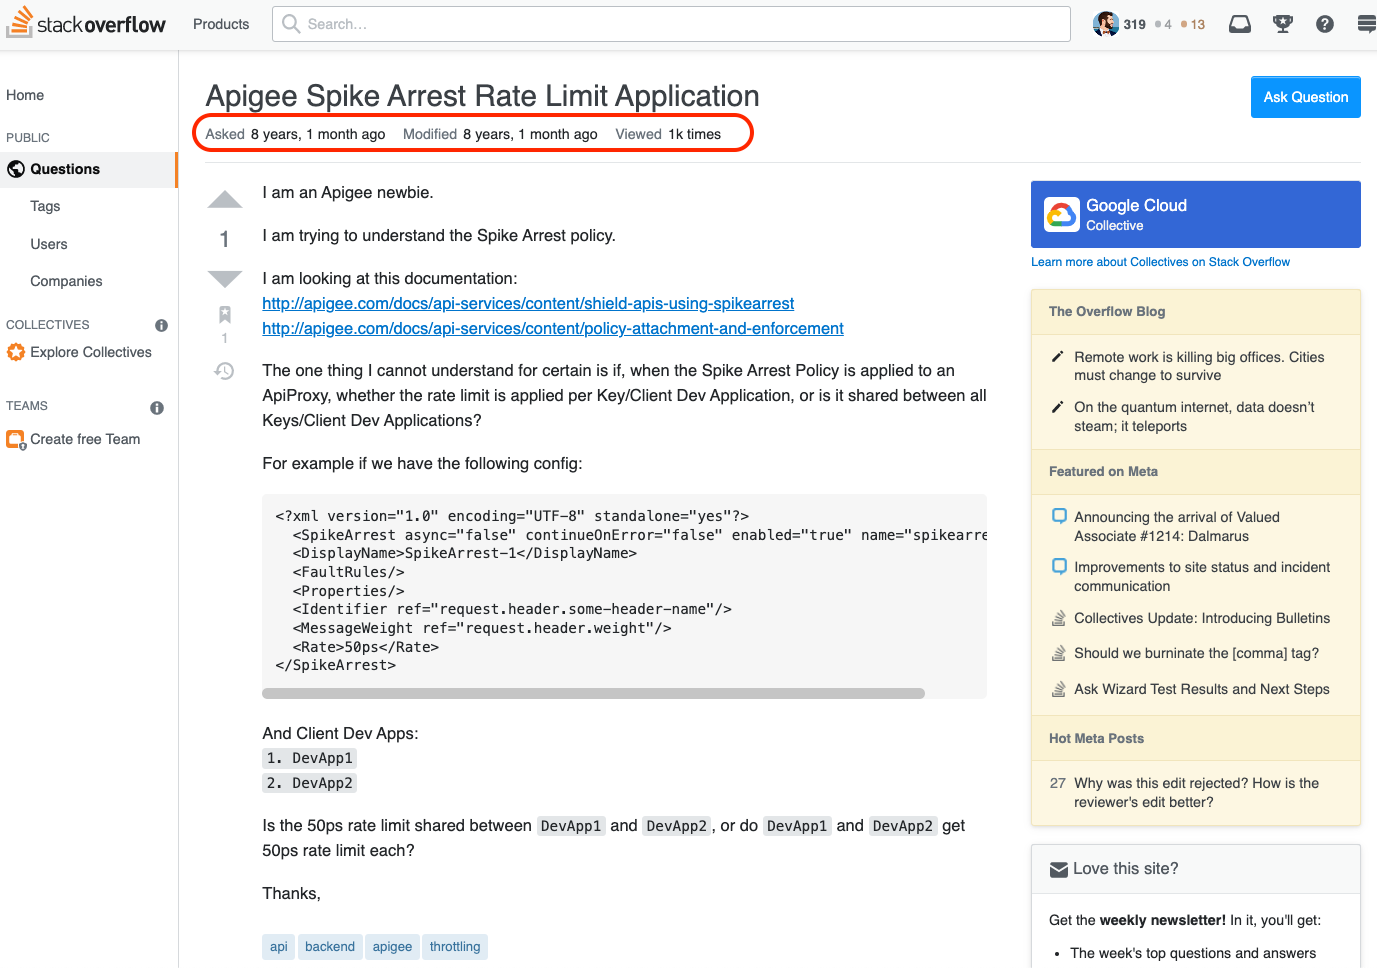 stackoverflow
Products
Search...
319
4
13
Home
PUBLIC
Questions
Tags
Users
Companies
COLLECTIVES
Explore Collectives
TEAMS
Create free Team
Apigee Spike Arrest Rate Limit Application
Ask Question
Asked 8 years, 1 month ago Modified 8 years, 1 month ago Viewed 1k times
1
1
I am an Apigee newbie.
I am trying to understand the Spike Arrest policy.
I am looking at this documentation:
http://apigee.com/docs/api-services/content/shield-apis-using-spikearrest
http://apigee.com/docs/api-services/content/policy-attachment-and-enforcement
The one thing I cannot understand for certain is if, when the Spike Arrest Policy is applied to an
ApiProxy, whether the rate limit is applied per Key/Client Dev Application, or is it shared between all
Keys/Client Dev Applications?
For example if we have the following config:
<?xml version="1.0" encoding="UTF-8" standalone="yes"?>
<SpikeArrest async="false" continueOnError="false" enabled="true" name="spikearre
<DisplayName>SpikeArrest-1</DisplayName>
<FaultRules/>
<Properties/>
<Identifier ref="request.header.some-header-name"/>
<MessageWeight ref="request.header.weight"/>
<Rate>50ps</Rate>
</SpikeArrest>
And Client Dev Apps:
1. DevApp1
2. DevApp2
Is the 50ps rate limit shared between DevApp1 and DevApp2, or do DevApp1 and DevApp2 get
50ps rate limit each?
Thanks,
api backend apigee throttling
Google Cloud
Collective
Learn more about Collectives on Stack Overflow
The Overflow Blog
Remote work is killing big offices. Cities
must change to survive
On the quantum internet, data doesn’t
steam; it teleports
Featured on Meta
Announcing the arrival of Valued
Associate #1214: Dalmarus
Improvements to site status and incident
communication
Collectives Update: Introducing Bulletins
Should we burninate the [comma] tag?
Ask Wizard Test Results and Next Steps
Hot Meta Posts
27 Why was this edit rejected? How is the
reviewer's edit better?
Love this site?
Get the weekly newsletter! In it, you'll get:
• The week's top questions and answers